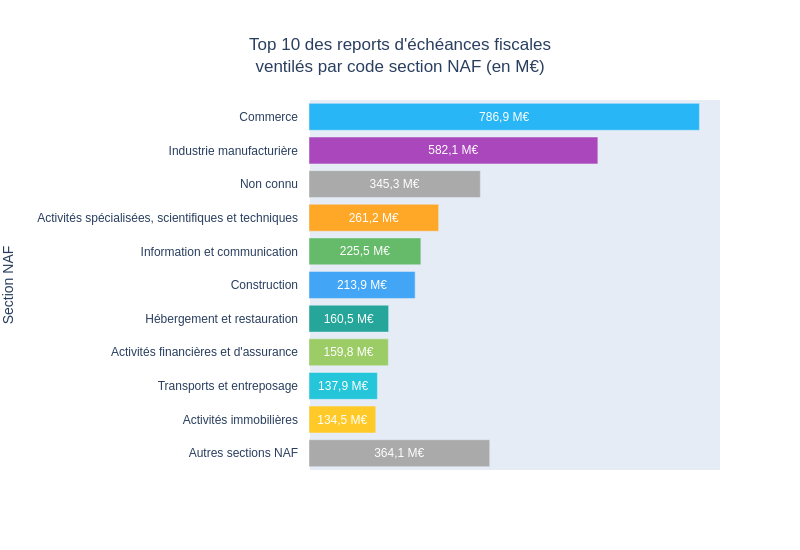 Top 10 des reports d'échéances fiscales
ventilés par code section NAF (en M€)
Section NAF
Commerce 786,9 M€
Industrie manufacturière 582,1 M€
Non connu 345,3 M€
Activités spécialisées, scientifiques et techniques 261,2 M€
Information et communication 225,5 M€
Construction 213,9 M€
Hébergement et restauration 160,5 M€
Activités financières et d'assurance 159,8 M€
Transports et entreposage 137,9 M€
Activités immobilières 134,5 M€
Autres sections NAF 364,1 M€